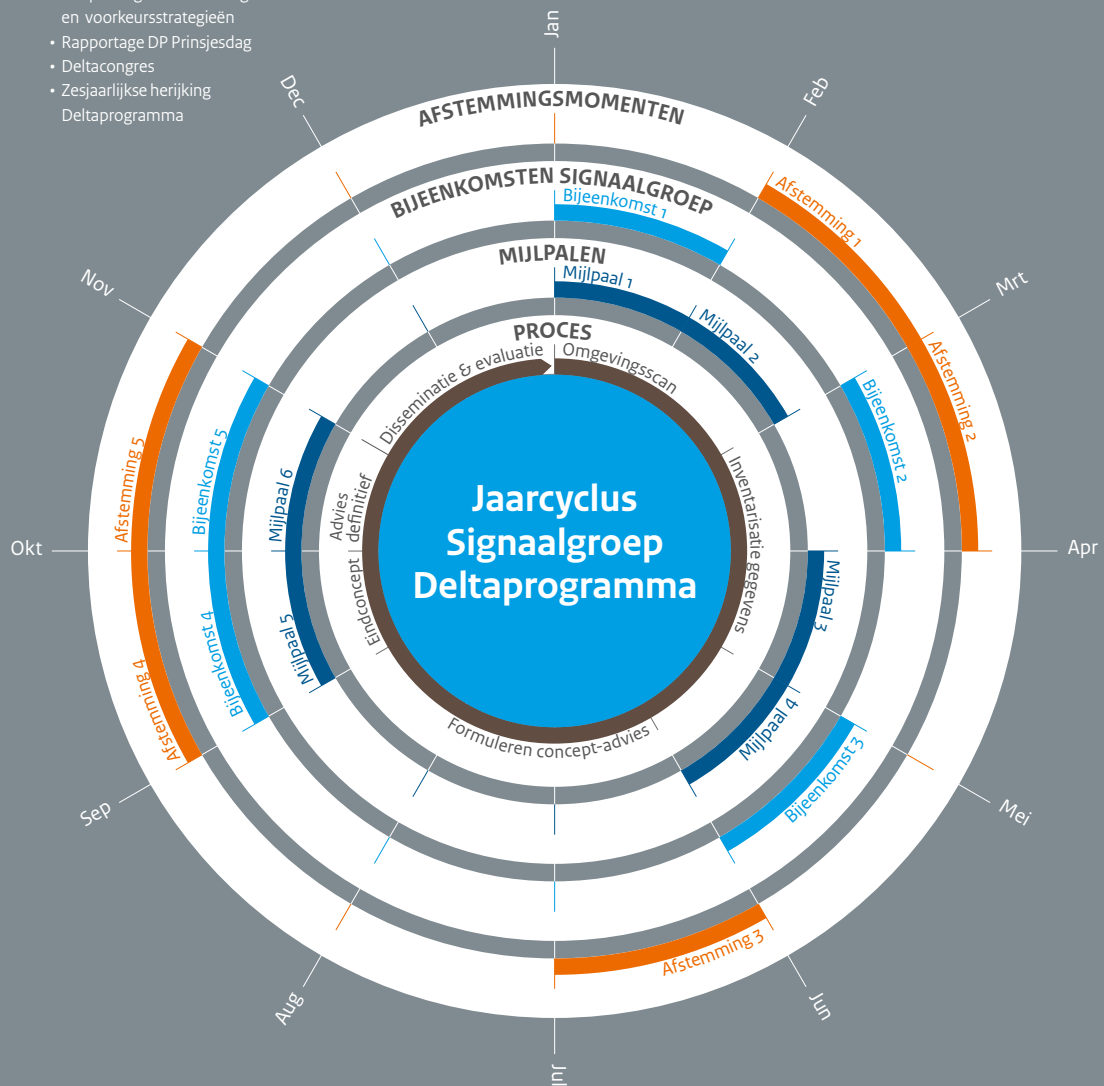 en voorkeursstrategieën
• Rapportage DP Prinsjesdag
• Deltacongres
• Zesjaarlijkse herijking
Deltaprogramma
Jan
Feb
Mrt
Apr
Mei
Jun
Jul
Aug
Sep
Okt
Nov
Dec
AFSTEMMINGSMOMENTEN
Afstemming 1
Afstemming 2
Afstemming 3
Afstemming 4
Afstemming 5
BIJEENKOMSTEN SIGNAALGROEP
Bijeenkomst 1
Bijeenkomst 2
Bijeenkomst 3
Bijeenkomst 4
Bijeenkomst 5
MIJLPALEN
Mijlpaal 1
Mijlpaal 2
Mijlpaal 3
Mijlpaal 4
Mijlpaal 5
Mijlpaal 6
PROCES
Omgevingsscan
Inventarisatie gegevens
Formuleren concept-advies
Eindconcept
Advies
definitief
Disseminatie & evaluatie
Jaarcyclus
Signaalgroep
Deltaprogramma